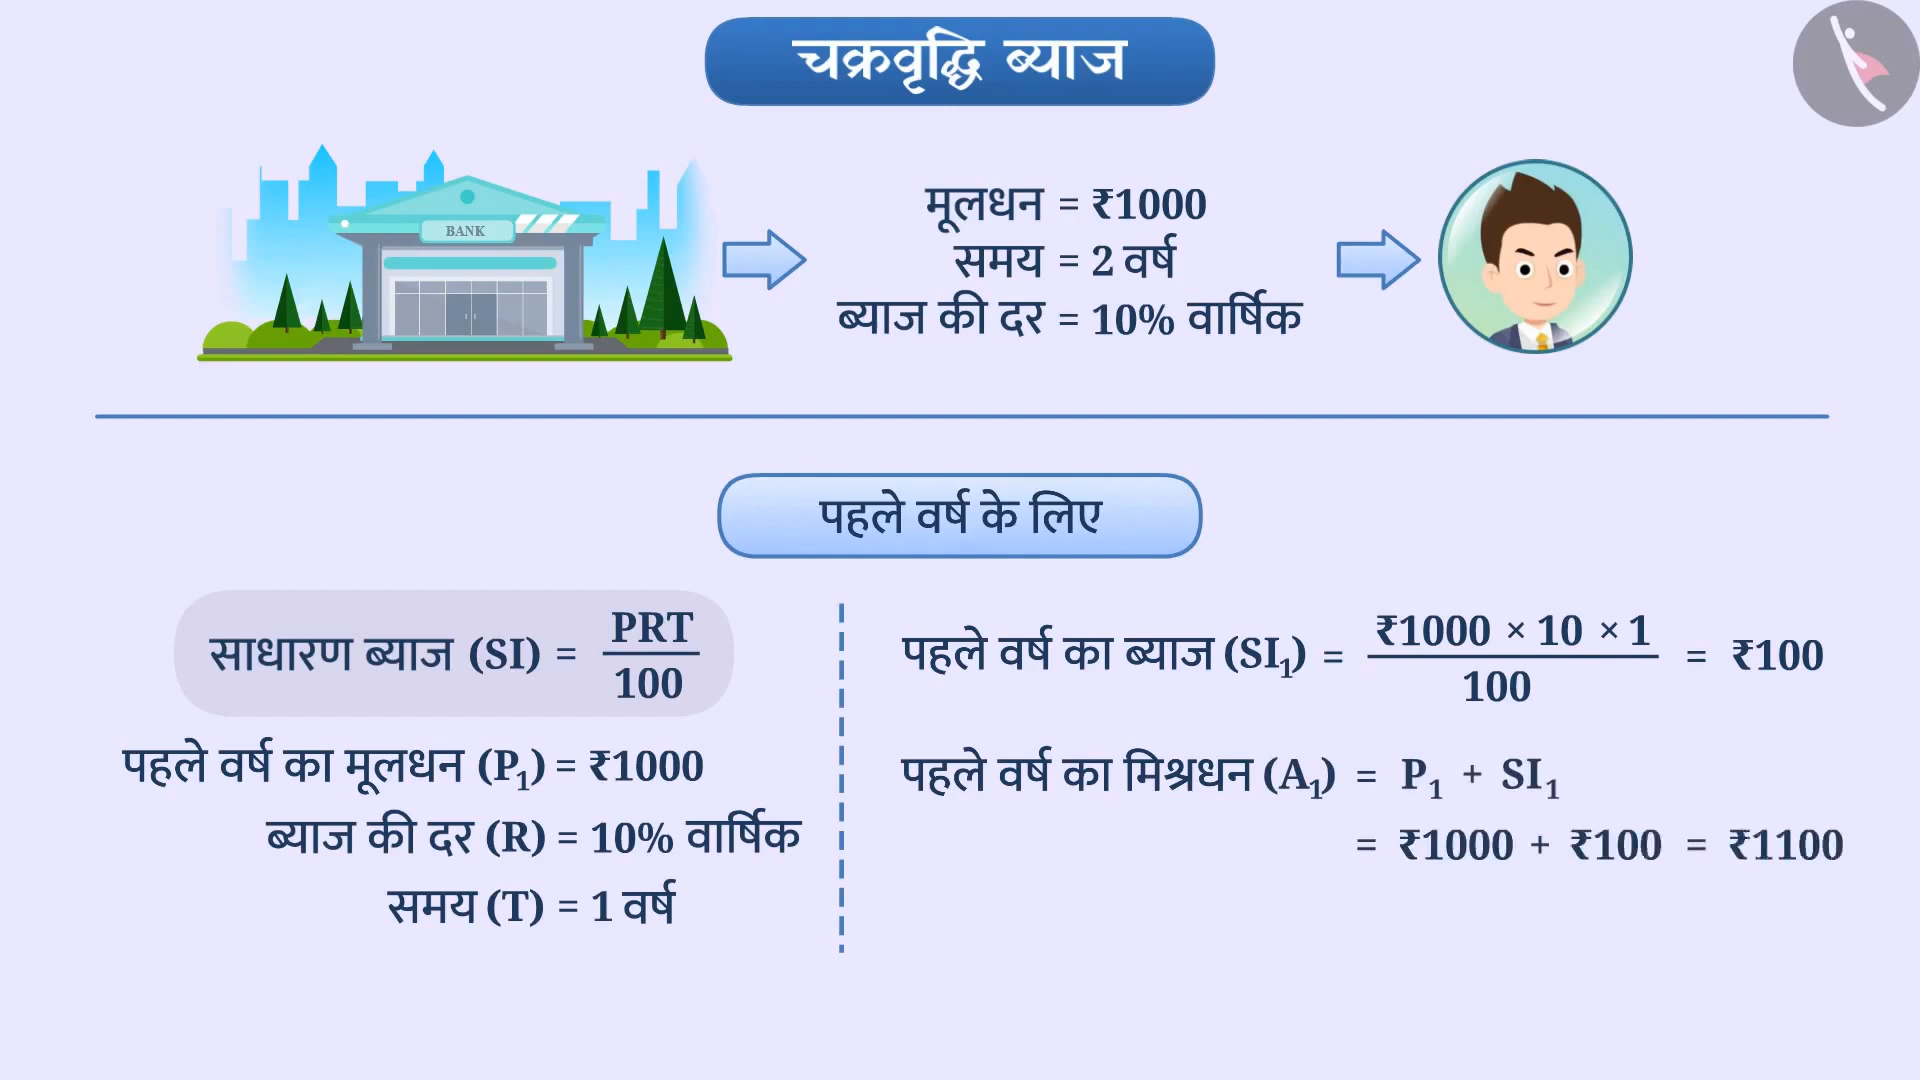 चक्रवृद्धि ब्याज
BANK
मूलधन = ₹1000
समय = 2 वर्ष
ब्याज की दर = 10% वार्षिक
पहले वर्ष के लिए
साधारण ब्याज (SI) = PRT / 100
पहले वर्ष का मूलधन (P₁) = ₹1000
ब्याज की दर (R) = 10% वार्षिक
समय (T) = 1 वर्ष
पहले वर्ष का ब्याज (SI₁) = ₹1000 × 10 × 1 / 100 = ₹100
पहले वर्ष का मिश्रधन (A₁) = P₁ + SI₁
= ₹1000 + ₹100 = ₹1100